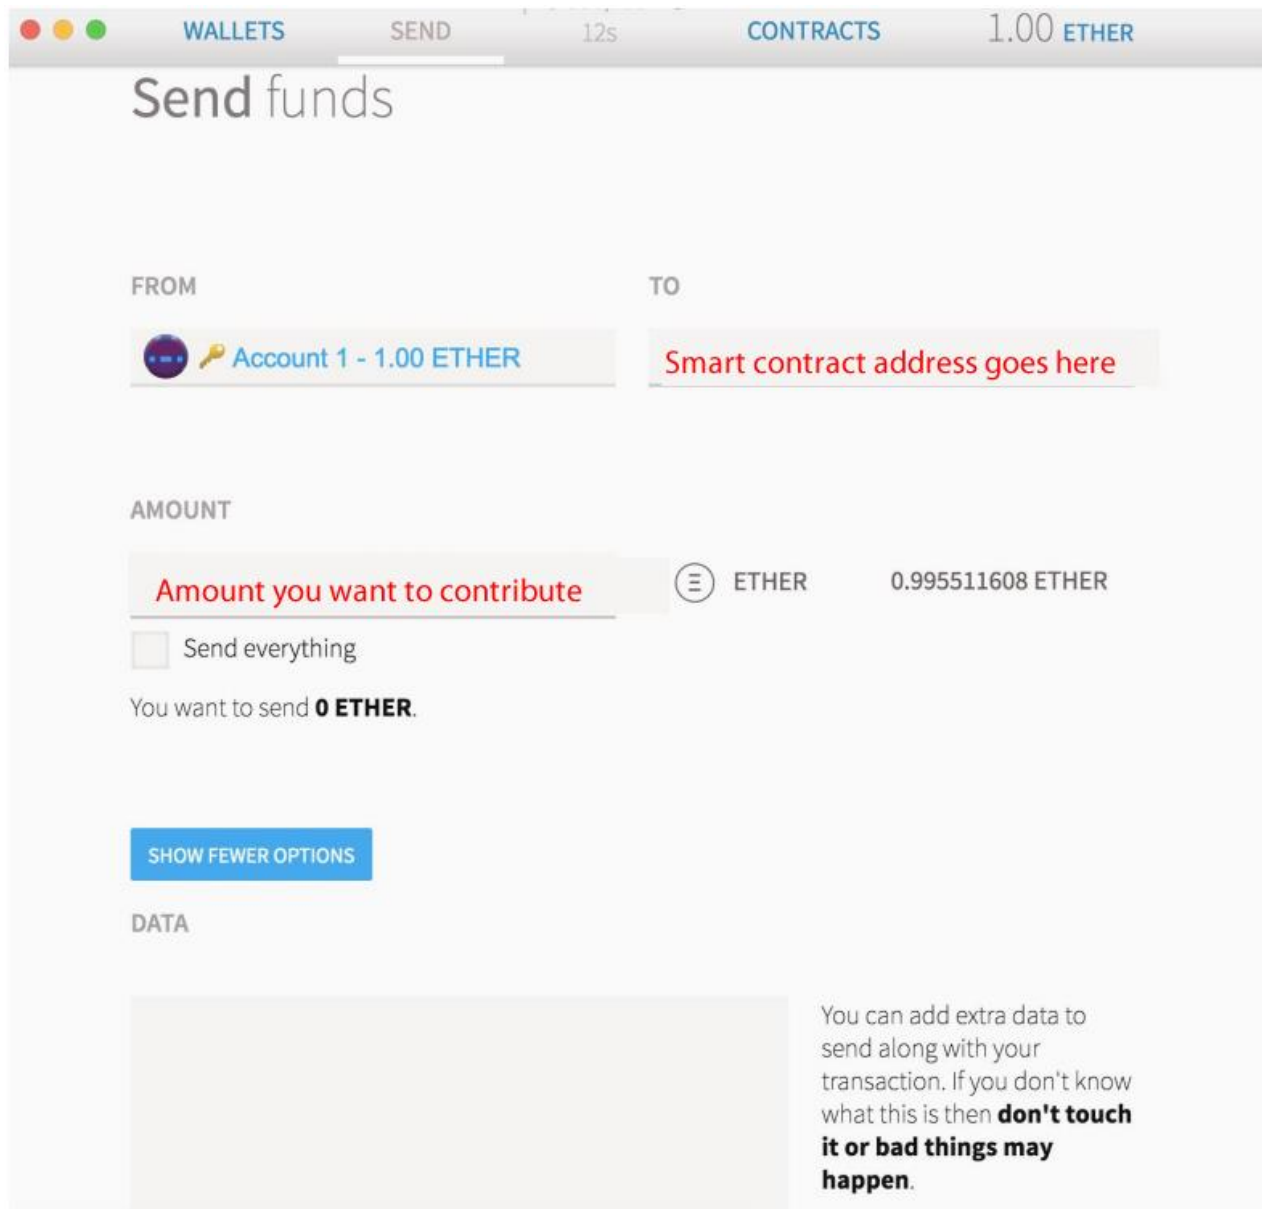 WALLETS SEND 12s CONTRACTS 1.00 ETHER
Send funds
FROM TO
Account 1 - 1.00 ETHER Smart contract address goes here
AMOUNT
Amount you want to contribute ETHER 0.995511608 ETHER
Send everything
You want to send 0 ETHER.
SHOW FEWER OPTIONS
DATA
You can add extra data to
send along with your
transaction. If you don't know
what this is then don't touch
it or bad things may
happen.